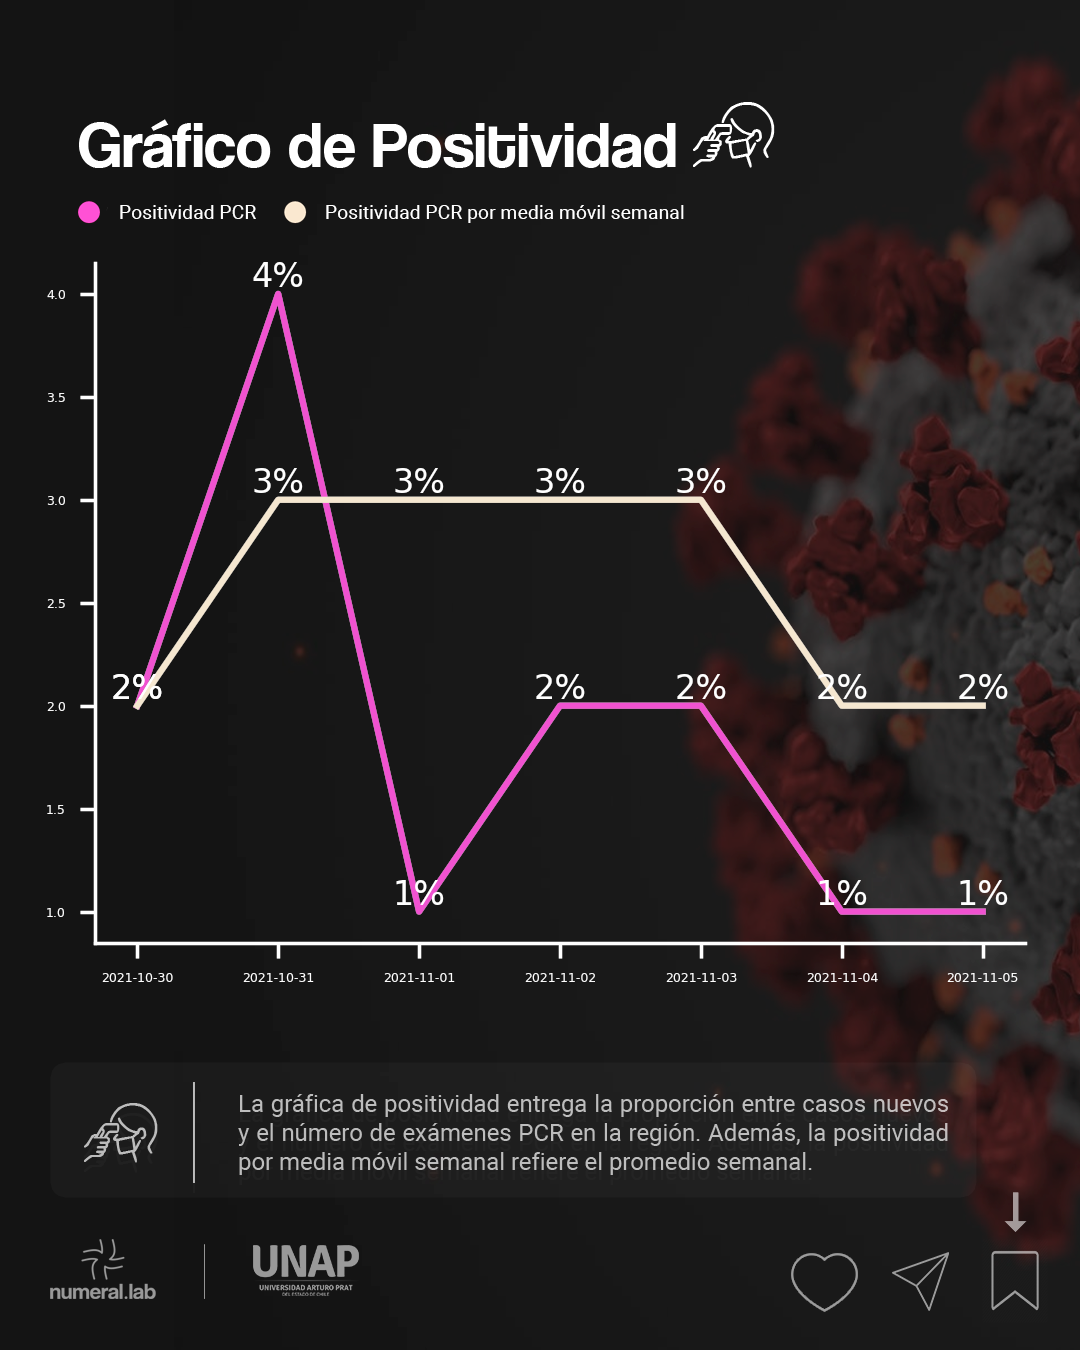 Gráfico de Positividad
Positividad PCR
Positividad PCR por media móvil semanal
4.0
3.5
3.0
2.5
2.0
1.5
1.0
4%
3%
3%
3%
3%
2%
2%
2%
2%
2%
1%
1%
1%
2021-10-30
2021-10-31
2021-11-01
2021-11-02
2021-11-03
2021-11-04
2021-11-05
La gráfica de positividad entrega la proporción entre casos nuevos
y el número de exámenes PCR en la región. Además, la positividad
por media móvil semanal refiere el promedio semanal.
numeral.lab
UNAP
UNIVERSIDAD ARTURO PRAT
DEL ESTADO DE CHILE